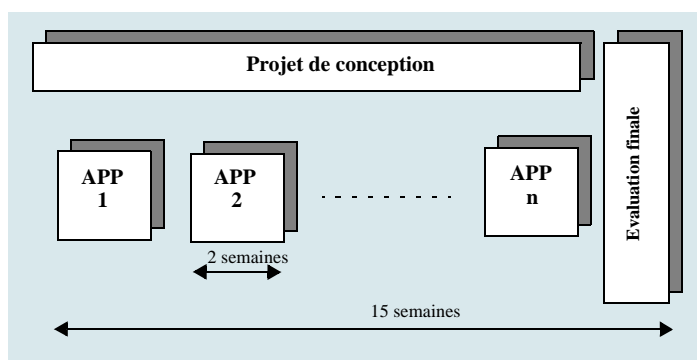 Projet de conception
APP
1
APP
2
APP
n
Evaluation finale
2 semaines
15 semaines